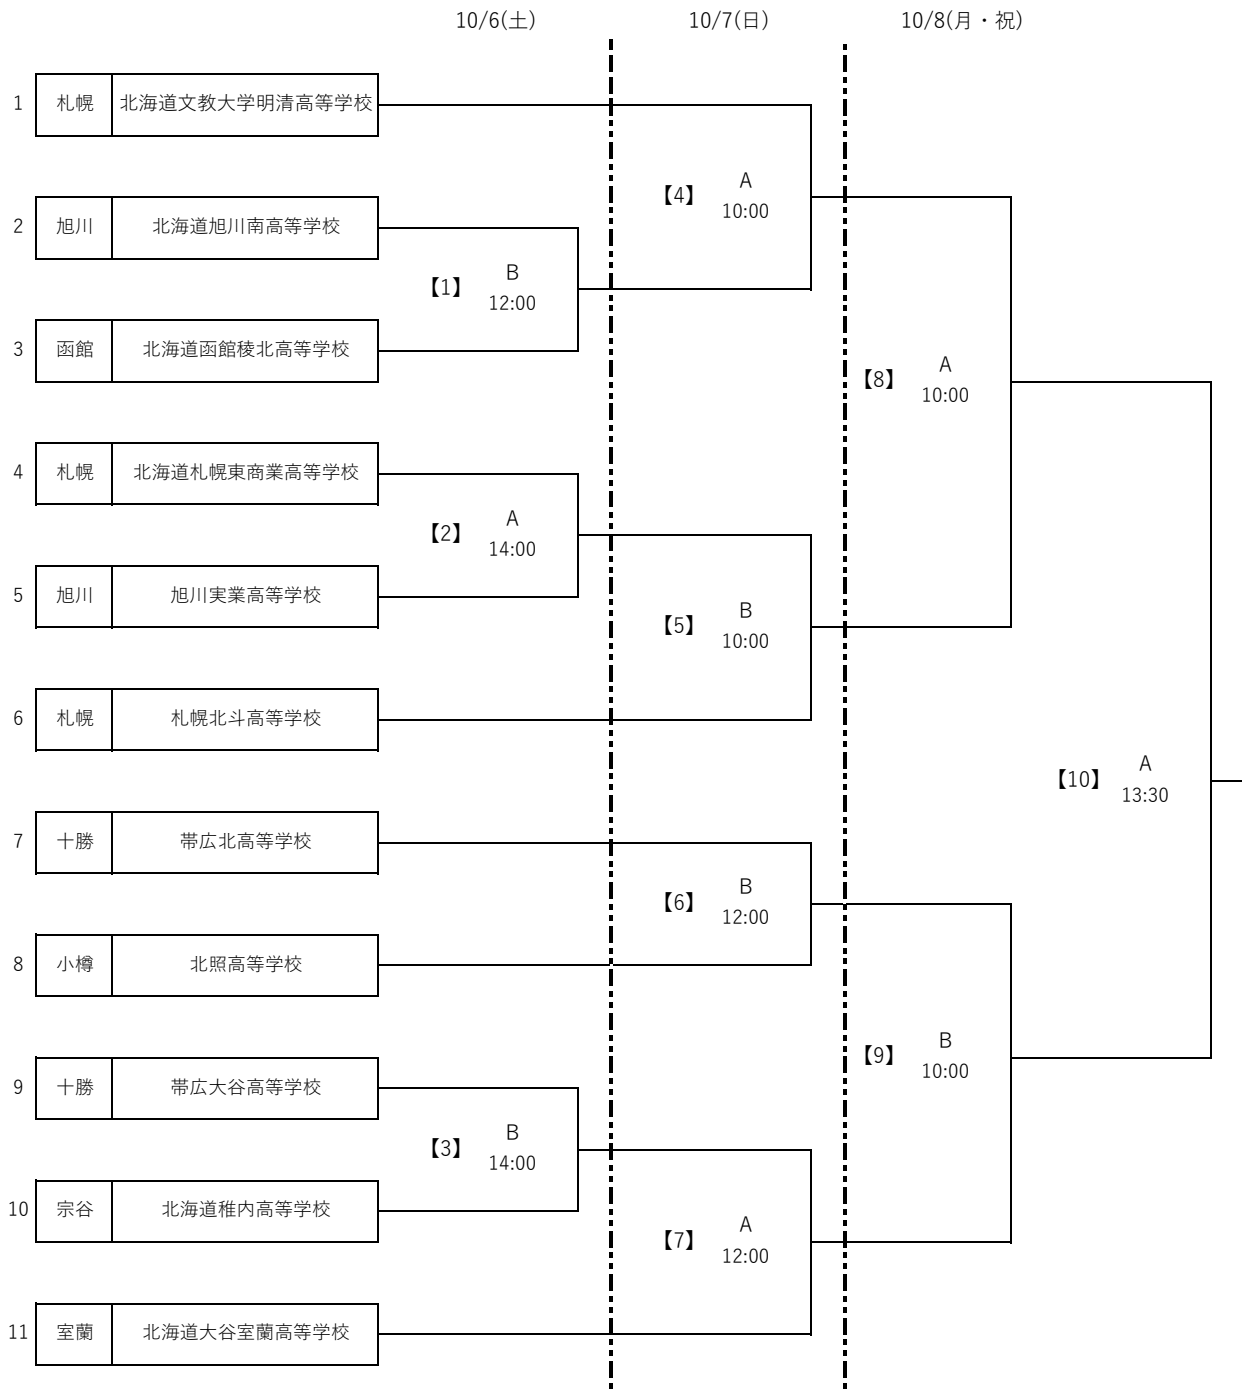 10/6(土) 10/7(日) 10/8(月・祝)
1 札幌 北海道文教大学明清高等学校
【4】 A
10:00
2 旭川 北海道旭川南高等学校
【1】 B
12:00
3 函館 北海道函館稜北高等学校
【8】 A
10:00
4 札幌 北海道札幌東商業高等学校
【2】 A
14:00
5 旭川 旭川実業高等学校
【5】 B
10:00
6 札幌 札幌北斗高等学校
【10】 A
13:30
7 十勝 帯広北高等学校
【6】 B
12:00
8 小樽 北照高等学校
【9】 B
10:00
9 十勝 帯広大谷高等学校
【3】 B
14:00
10 宗谷 北海道稚内高等学校
【7】 A
12:00
11 室蘭 北海道大谷室蘭高等学校